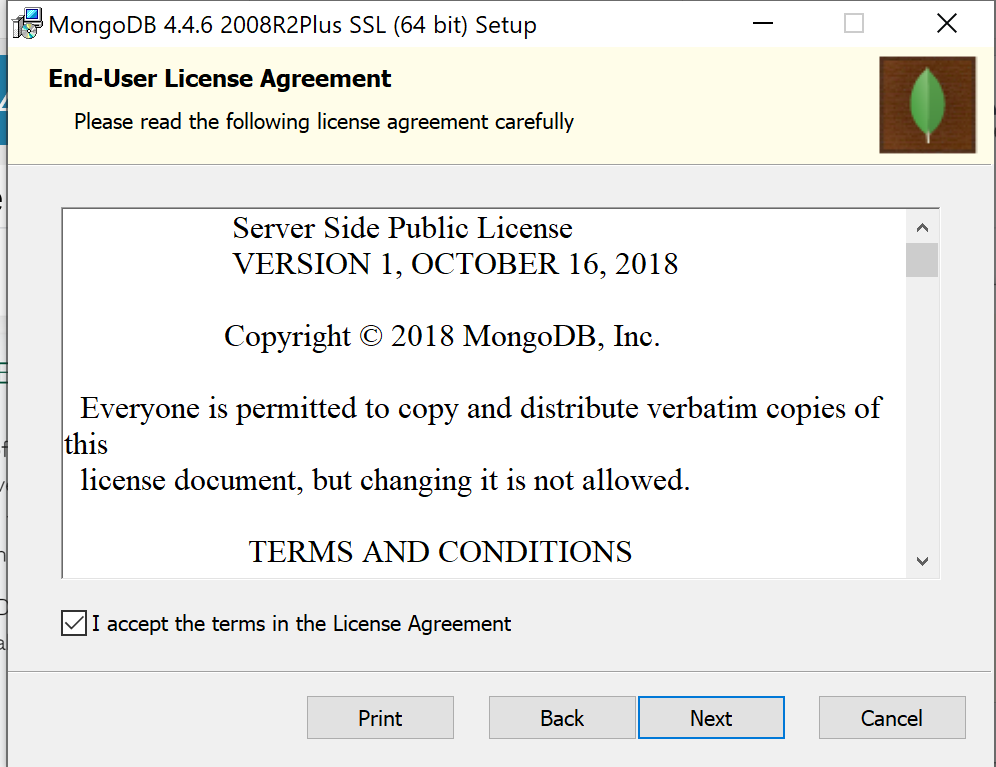 MongoDB 4.4.6 2008R2Plus SSL (64 bit) Setup
End-User License Agreement
Please read the following license agreement carefully
Server Side Public License
VERSION 1, OCTOBER 16, 2018
Copyright © 2018 MongoDB, Inc.
Everyone is permitted to copy and distribute verbatim copies of
this
license document, but changing it is not allowed.
TERMS AND CONDITIONS
I accept the terms in the License Agreement
Print
Back
Next
Cancel